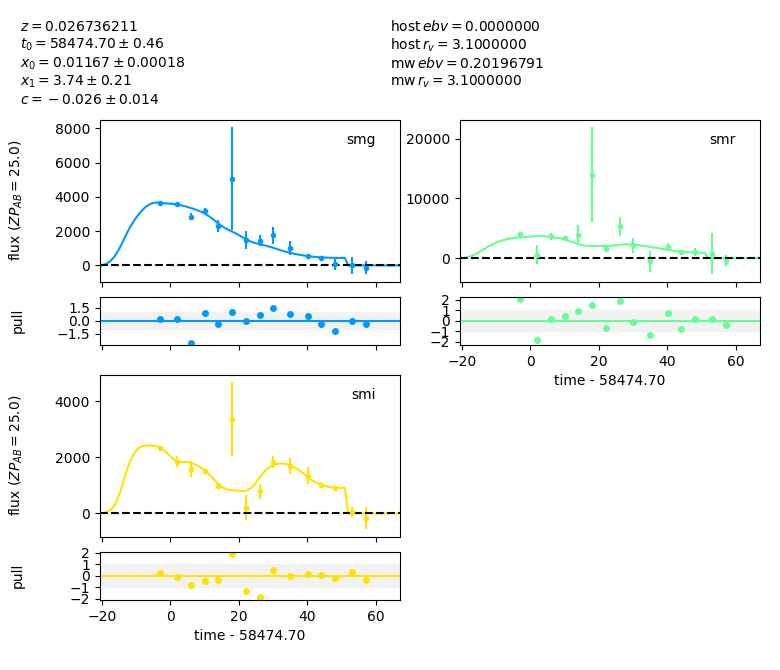 z = 0.026736211
t₀ = 58474.70 ± 0.46
x₀ = 0.01167 ± 0.00018
x₁ = 3.74 ± 0.21
c = −0.026 ± 0.014
host ebv = 0.0000000
host r_v = 3.1000000
mw ebv = 0.20196791
mw r_v = 3.1000000
smg
flux (ZP_AB = 25.0)
8000
6000
4000
2000
0
smr
20000
10000
0
pull
1.5
0.0
−1.5
2
1
0
−1
−2
−20
0
20
40
60
time - 58474.70
smi
flux (ZP_AB = 25.0)
4000
2000
0
pull
2
1
0
−1
−2
−20
0
20
40
60
time - 58474.70